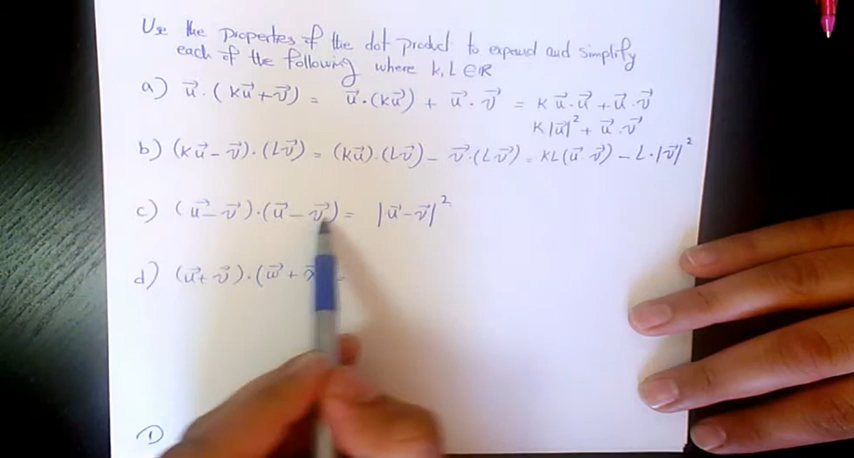 Use the properties of the dot product to expand and simplify
each of the following where k, L ∈ ℝ
a) u⃗ · (ku⃗ + v⃗) = u⃗ · (ku⃗) + u⃗ · v⃗ = k u⃗ · u⃗ + u⃗ · v⃗
k|u⃗|² + u⃗ · v⃗
b) (ku⃗ − v⃗) · (Lv⃗) = (ku⃗) · (Lv⃗) − v⃗ · (Lv⃗) = kL(u⃗ · v⃗) − L · |v⃗|²
c) (u⃗ − v⃗) · (u⃗ − v⃗) = |u⃗ − v⃗|²
d) (u⃗ + v⃗) · (w⃗ +
1